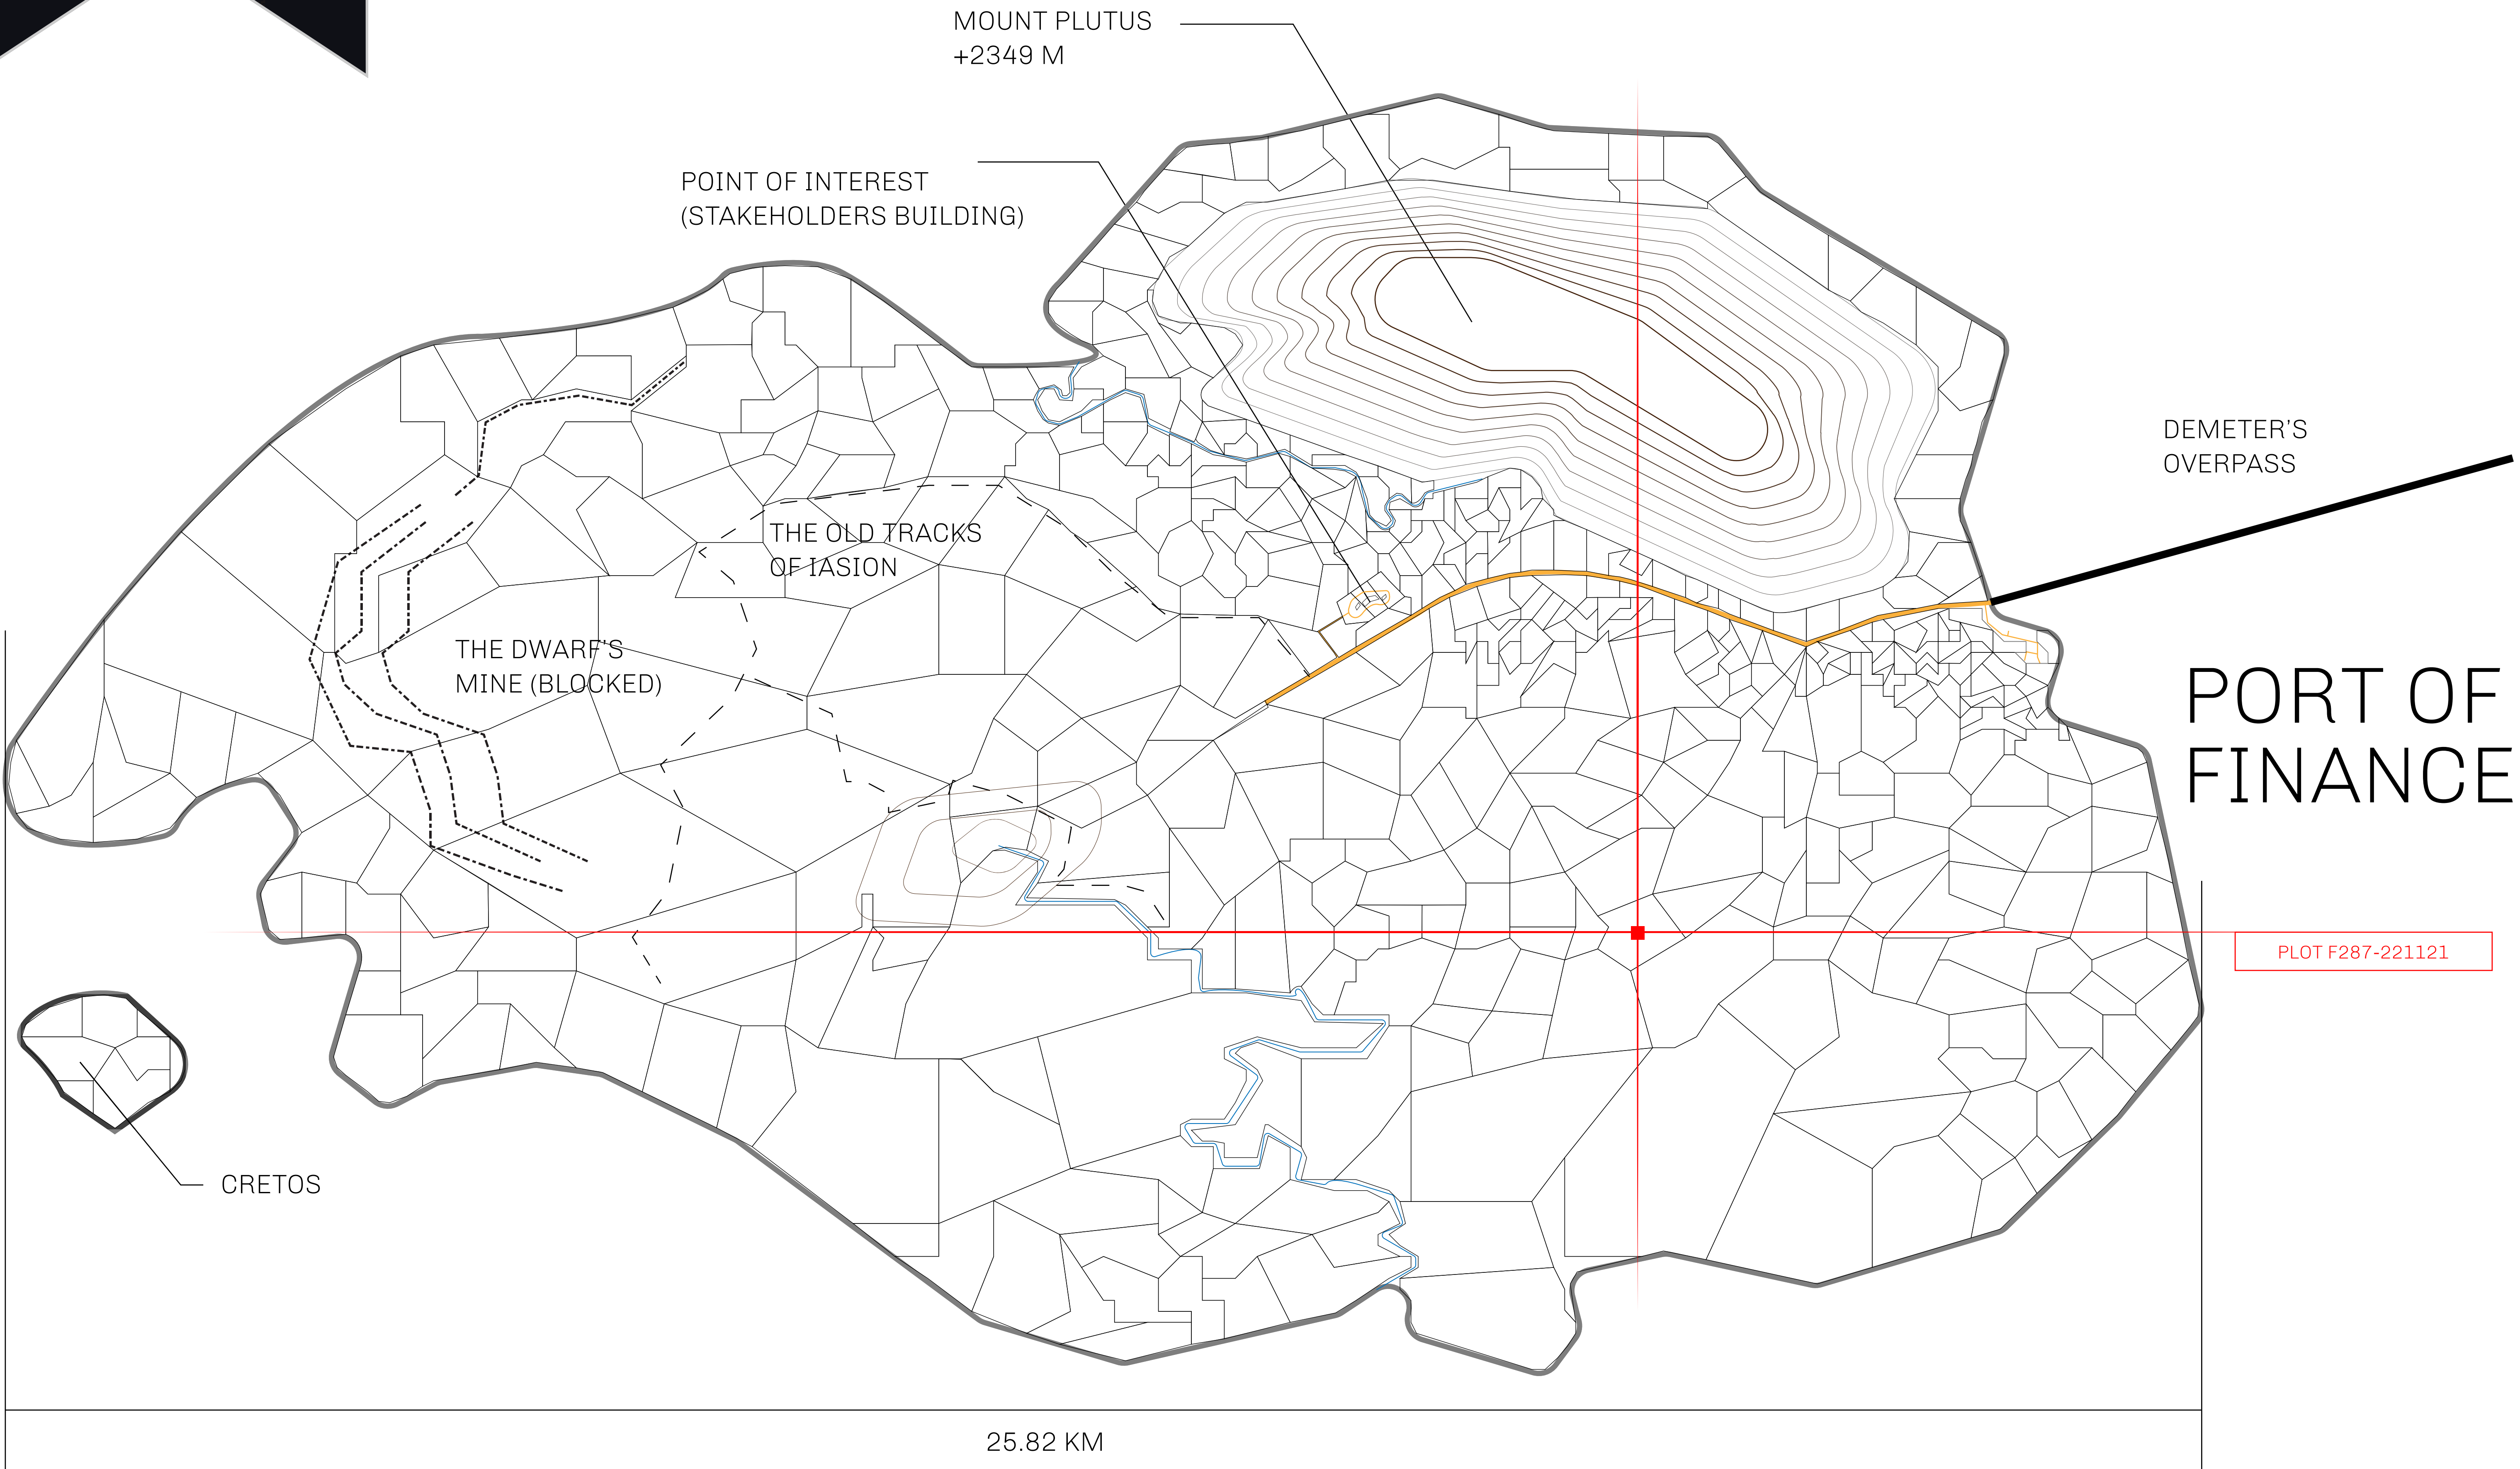 MOUNT PLUTUS
+2349 M
POINT OF INTEREST
(STAKEHOLDERS BUILDING)
DEMETER'S
OVERPASS
THE OLD TRACKS
OF IASION
THE DWARF'S
MINE (BLOCKED)
PORT OF
FINANCE
PLOT F287-221121
CRETOS
25.82 KM